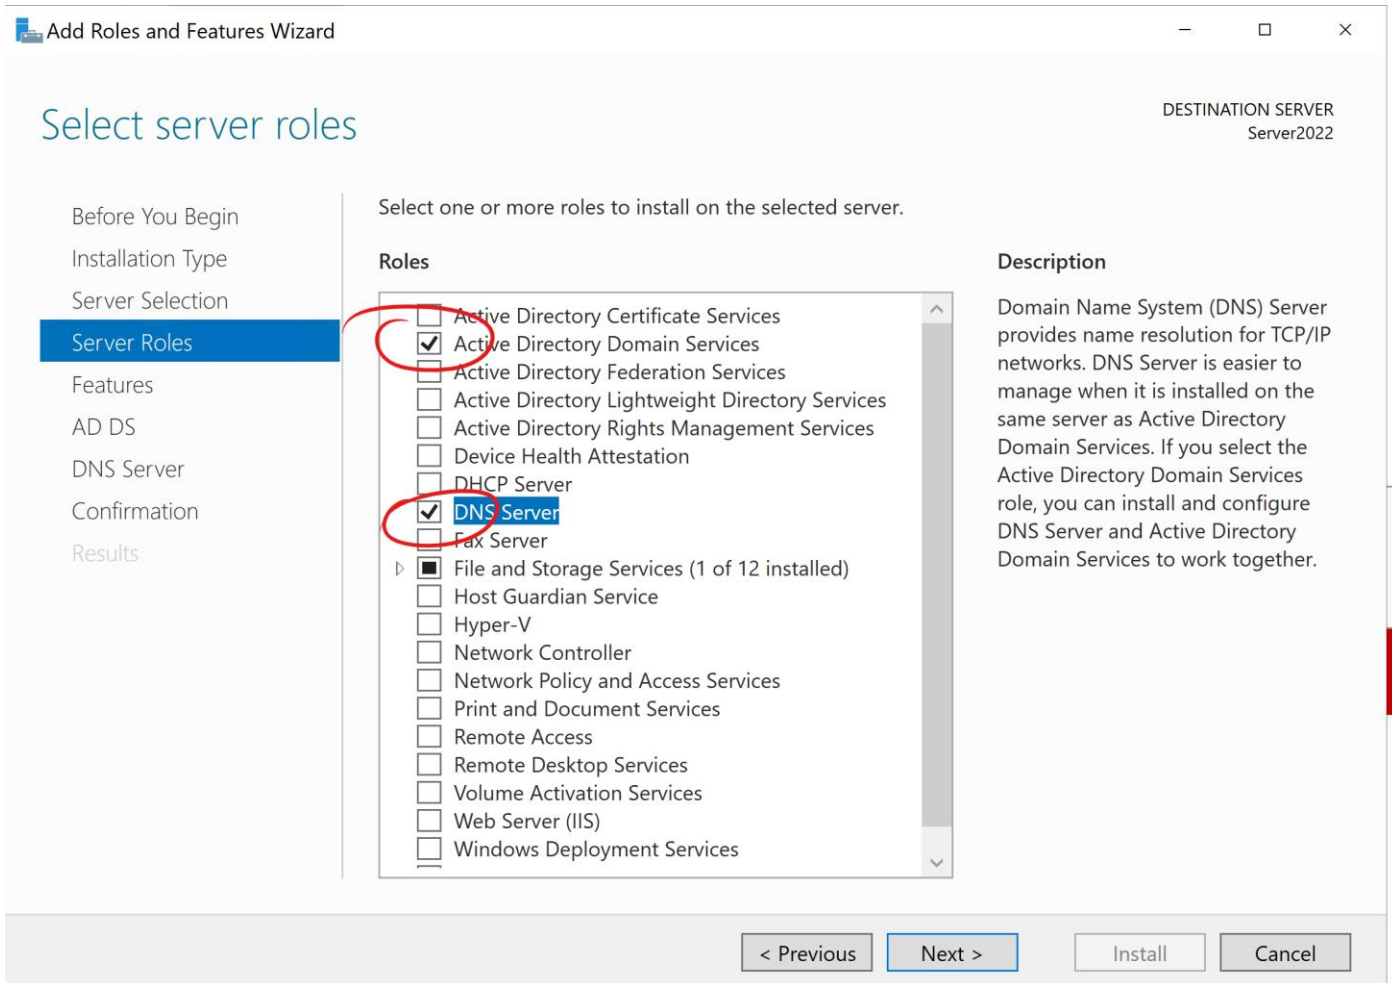 Add Roles and Features Wizard
Select server roles
DESTINATION SERVER
Server2022
Before You Begin
Installation Type
Server Selection
Server Roles
Features
AD DS
DNS Server
Confirmation
Results
Select one or more roles to install on the selected server.
Roles
Active Directory Certificate Services
Active Directory Domain Services
Active Directory Federation Services
Active Directory Lightweight Directory Services
Active Directory Rights Management Services
Device Health Attestation
DHCP Server
DNS Server
Fax Server
File and Storage Services (1 of 12 installed)
Host Guardian Service
Hyper-V
Network Controller
Network Policy and Access Services
Print and Document Services
Remote Access
Remote Desktop Services
Volume Activation Services
Web Server (IIS)
Windows Deployment Services
Description
Domain Name System (DNS) Server
provides name resolution for TCP/IP
networks. DNS Server is easier to
manage when it is installed on the
same server as Active Directory
Domain Services. If you select the
Active Directory Domain Services
role, you can install and configure
DNS Server and Active Directory
Domain Services to work together.
< Previous
Next >
Install
Cancel